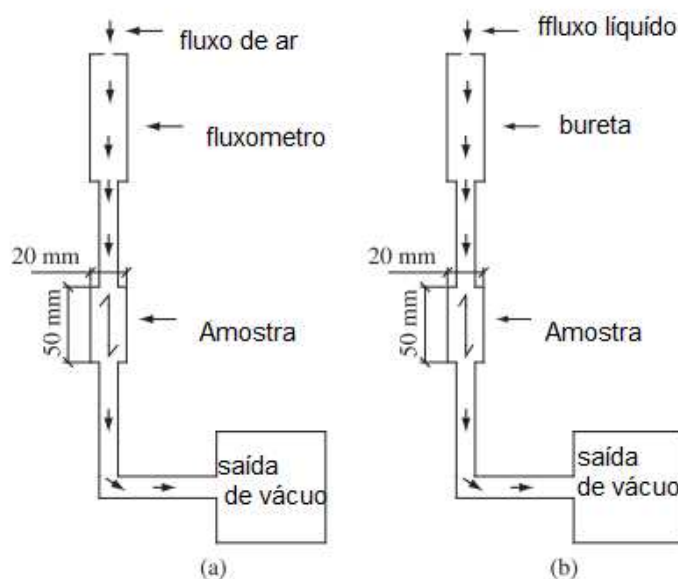 fluxo de ar
fluxometro
20 mm
50 mm
Amostra
saída
de vácuo
(a)
ffluxo líquído
bureta
20 mm
50 mm
Amostra
saída
de vácuo
(b)